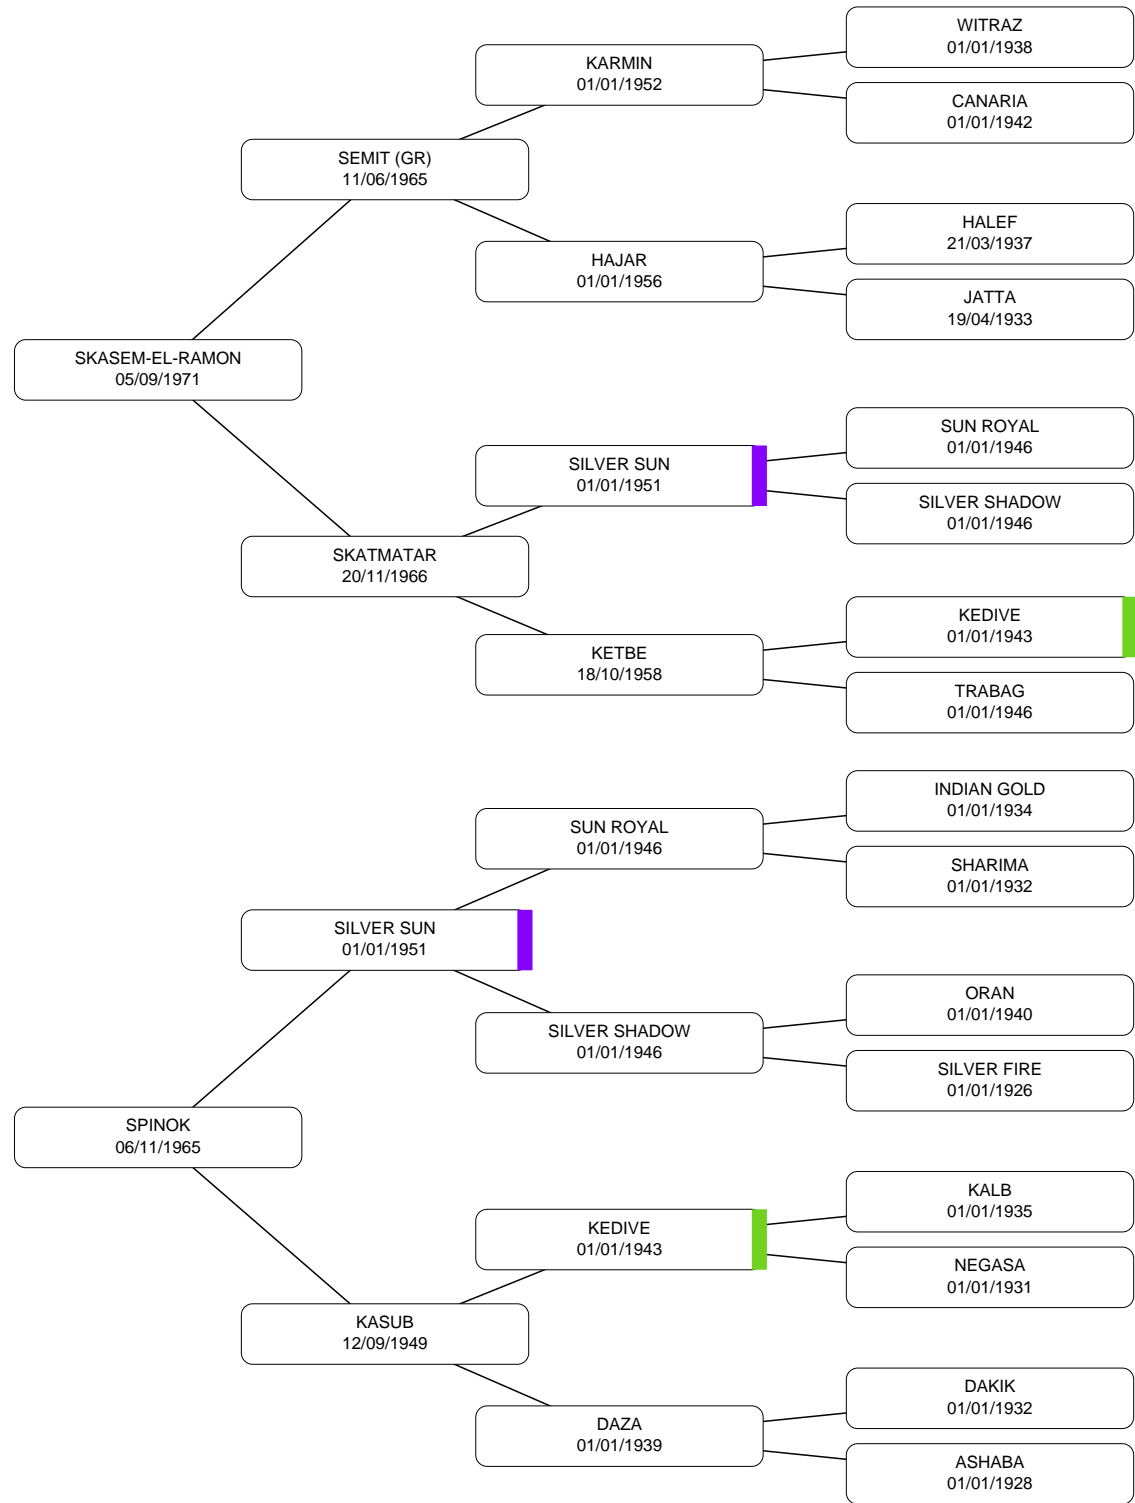 WITRAZ
01/01/1938
KARMIN
01/01/1952
CANARIA
01/01/1942
SEMIT (GR)
11/06/1965
HALEF
21/03/1937
HAJAR
01/01/1956
JATTA
19/04/1933
SKASEM-EL-RAMON
05/09/1971
SUN ROYAL
01/01/1946
SILVER SUN
01/01/1951
SILVER SHADOW
01/01/1946
SKATMATAR
20/11/1966
KEDIVE
01/01/1943
KETBE
18/10/1958
TRABAG
01/01/1946
INDIAN GOLD
01/01/1934
SUN ROYAL
01/01/1946
SHARIMA
01/01/1932
SILVER SUN
01/01/1951
ORAN
01/01/1940
SILVER SHADOW
01/01/1946
SILVER FIRE
01/01/1926
SPINOK
06/11/1965
KALB
01/01/1935
KEDIVE
01/01/1943
NEGASA
01/01/1931
KASUB
12/09/1949
DAKIK
01/01/1932
DAZA
01/01/1939
ASHABA
01/01/1928